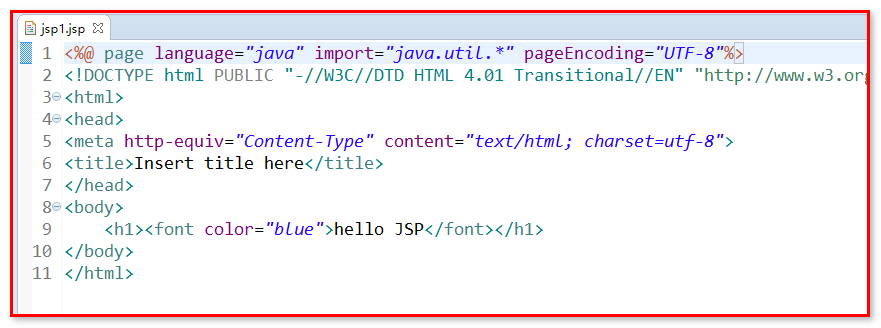 jsp1.jsp
1 <%@ page language="java" import="java.util.*" pageEncoding="UTF-8"%>
2 <!DOCTYPE html PUBLIC "-//W3C//DTD HTML 4.01 Transitional//EN" "http://www.w3.org
3 <html>
4 <head>
5 <meta http-equiv="Content-Type" content="text/html; charset=utf-8">
6 <title>Insert title here</title>
7 </head>
8 <body>
9     <h1><font color="blue">hello JSP</font></h1>
10 </body>
11 </html>